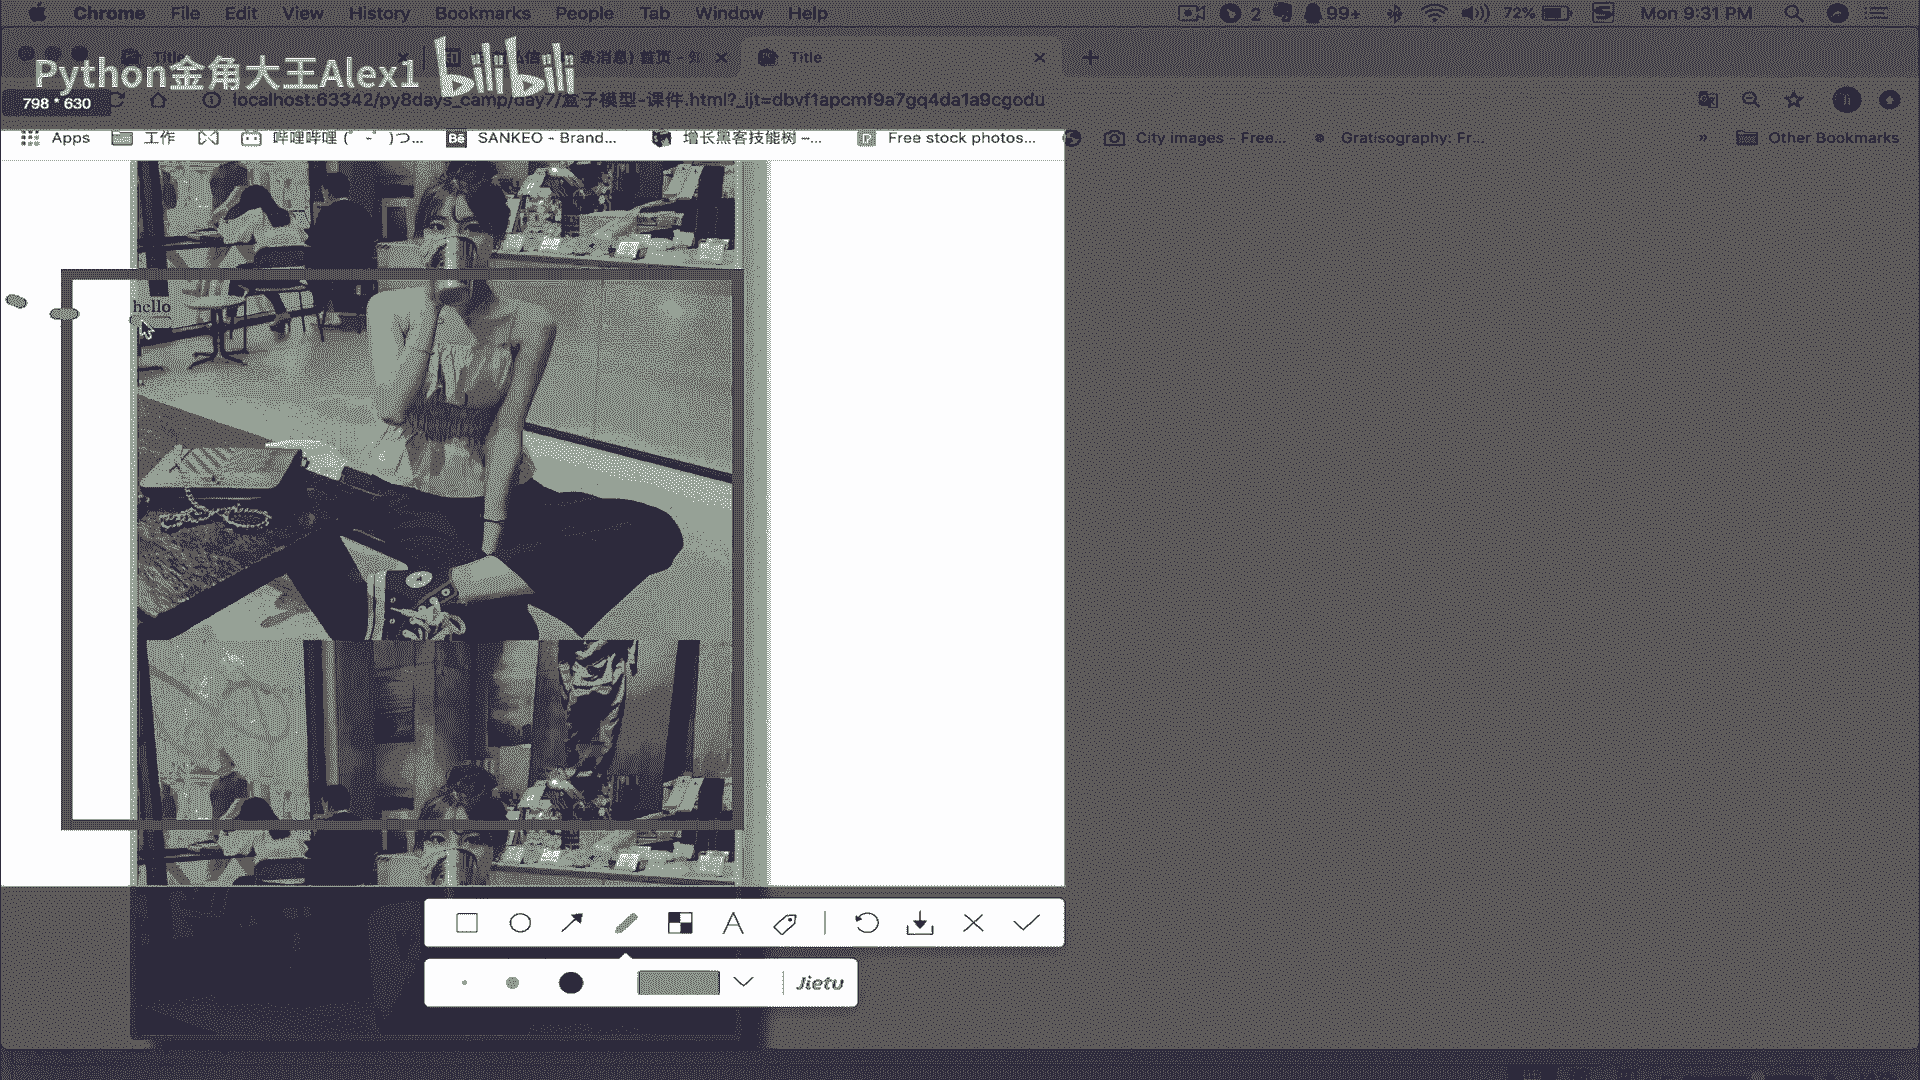 Chrome File Edit View History Bookmarks People Tab Window Help 2 99+ 72% Mon 9:31 PM
Title 条消息) 首页 - 知 Title
Python金角大王Alex1 bilibili
798 * 630
localhost:63342/py8days_camp/day7/盒子模型-课件.html?_ijt=dbvf1apcmf9a7gq4da1a9cgodu
Apps 工作 哔哩哔哩 (゜-゜)つ... Bē SANKEO - Brand... 增长黑客技能树 –... Free stock photos... City images - Free... Gratisography: Fr... » Other Bookmarks
hello
A
Jietu